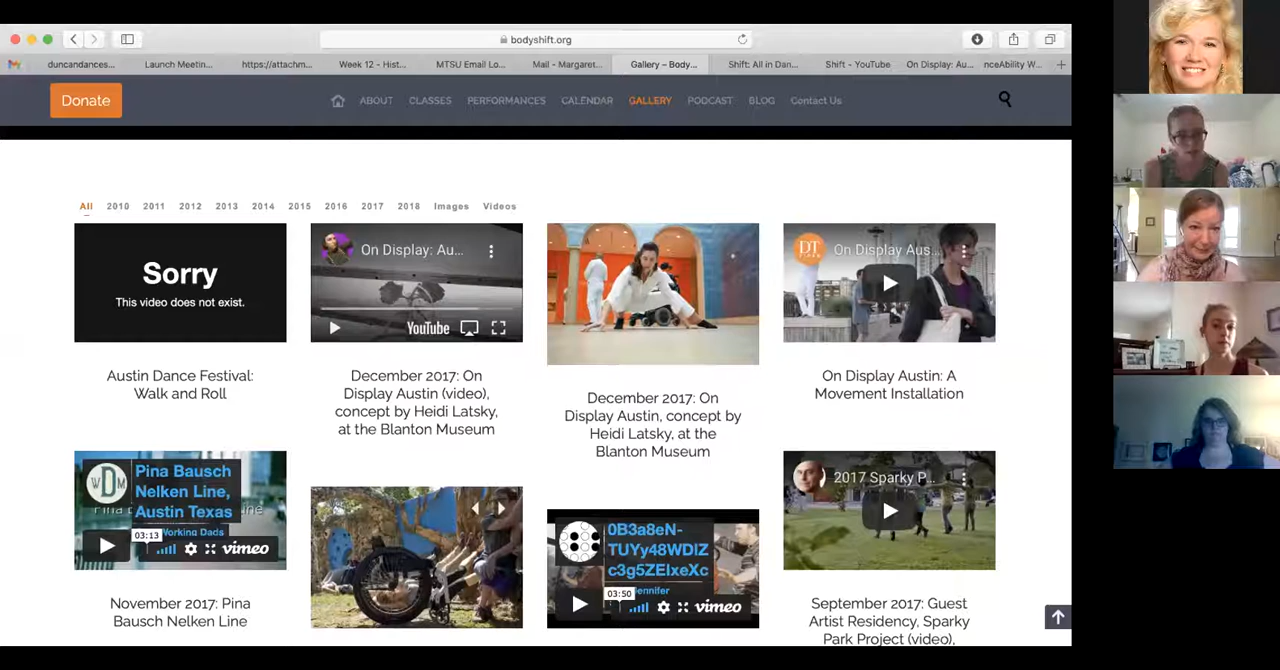 bodyshift.org
duncandances...
Launch Meetin...
https://attachm...
Week 12 - Hist...
MTSU Email Lo...
Mail - Margaret...
Gallery – Body...
Shift: All in Dan...
Shift - YouTube
On Display: Au...
nceAbility W...
Donate
ABOUT
CLASSES
PERFORMANCES
CALENDAR
GALLERY
PODCAST
BLOG
Contact Us
All
2010
2011
2012
2013
2014
2015
2016
2017
2018
Images
Videos
Sorry
This video does not exist.
On Display: Au...
YouTube
On Display Aus...
Austin Dance Festival:
Walk and Roll
December 2017: On
Display Austin (video),
concept by Heidi Latsky,
at the Blanton Museum
December 2017: On
Display Austin, concept by
Heidi Latsky, at the
Blanton Museum
On Display Austin: A
Movement Installation
WDM
Pina Bausch
Nelken Line,
Austin Texas
Working Dads
03:13
vimeo
0B3a8eN-
TUYy48WDlZ
c3g5ZElxeXc
Jennifer
03:50
vimeo
2017 Sparky P...
November 2017: Pina
Bausch Nelken Line
September 2017: Guest
Artist Residency, Sparky
Park Project (video),